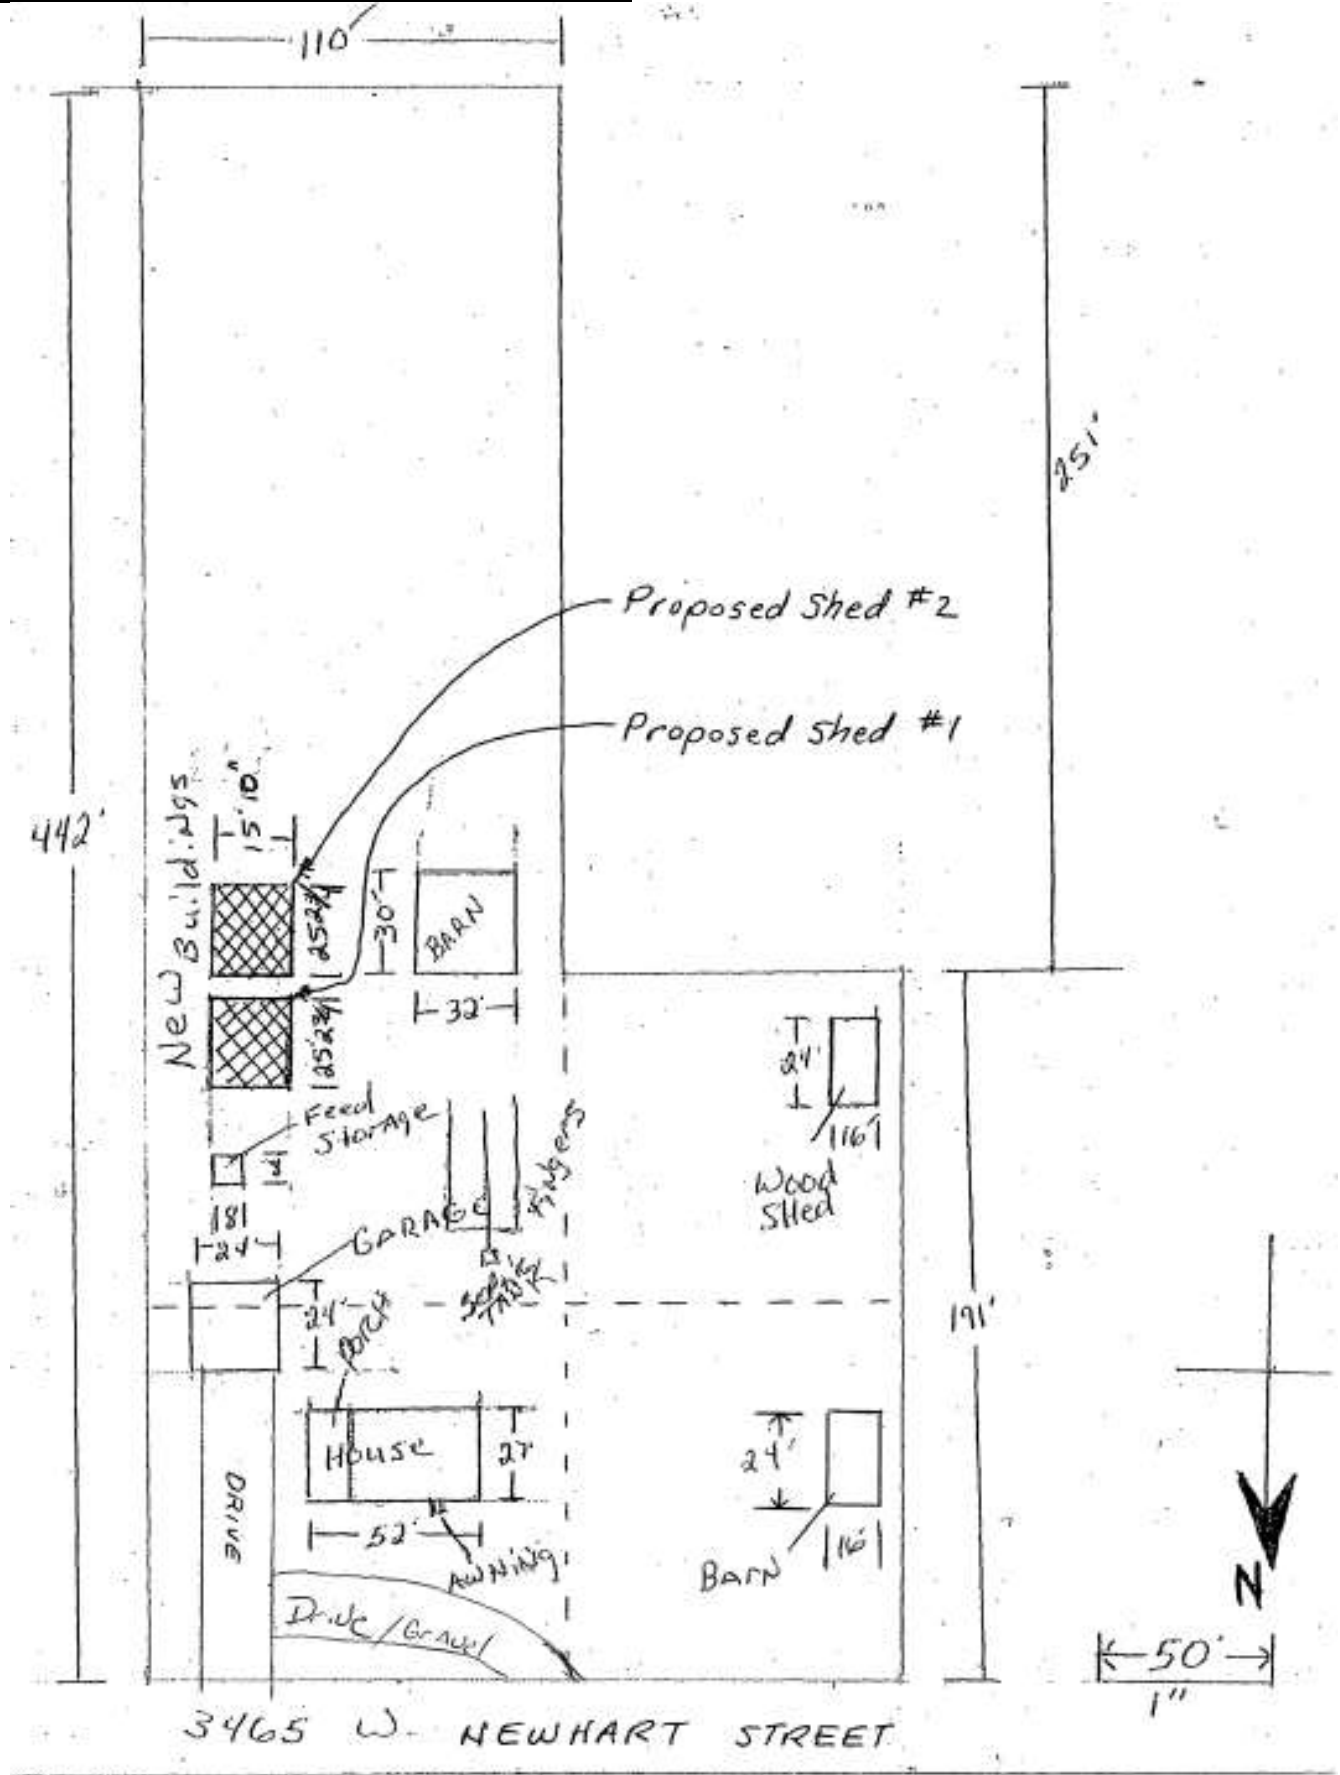 110
251'
Proposed Shed #2
Proposed Shed #1
442'
New Buildings
15' 10"
30'
BARN
32'
24'
16'
Wood
Shed
Feed
Storage
8
24'
GARAGE
Fingers
Septic
TANK
24'
PORCH
191'
HOUSE
27'
52'
AWNING
DRIVE
Drive/Gravel
24'
BARN
16'
N
50'
1"
3465 W. NEWHART STREET